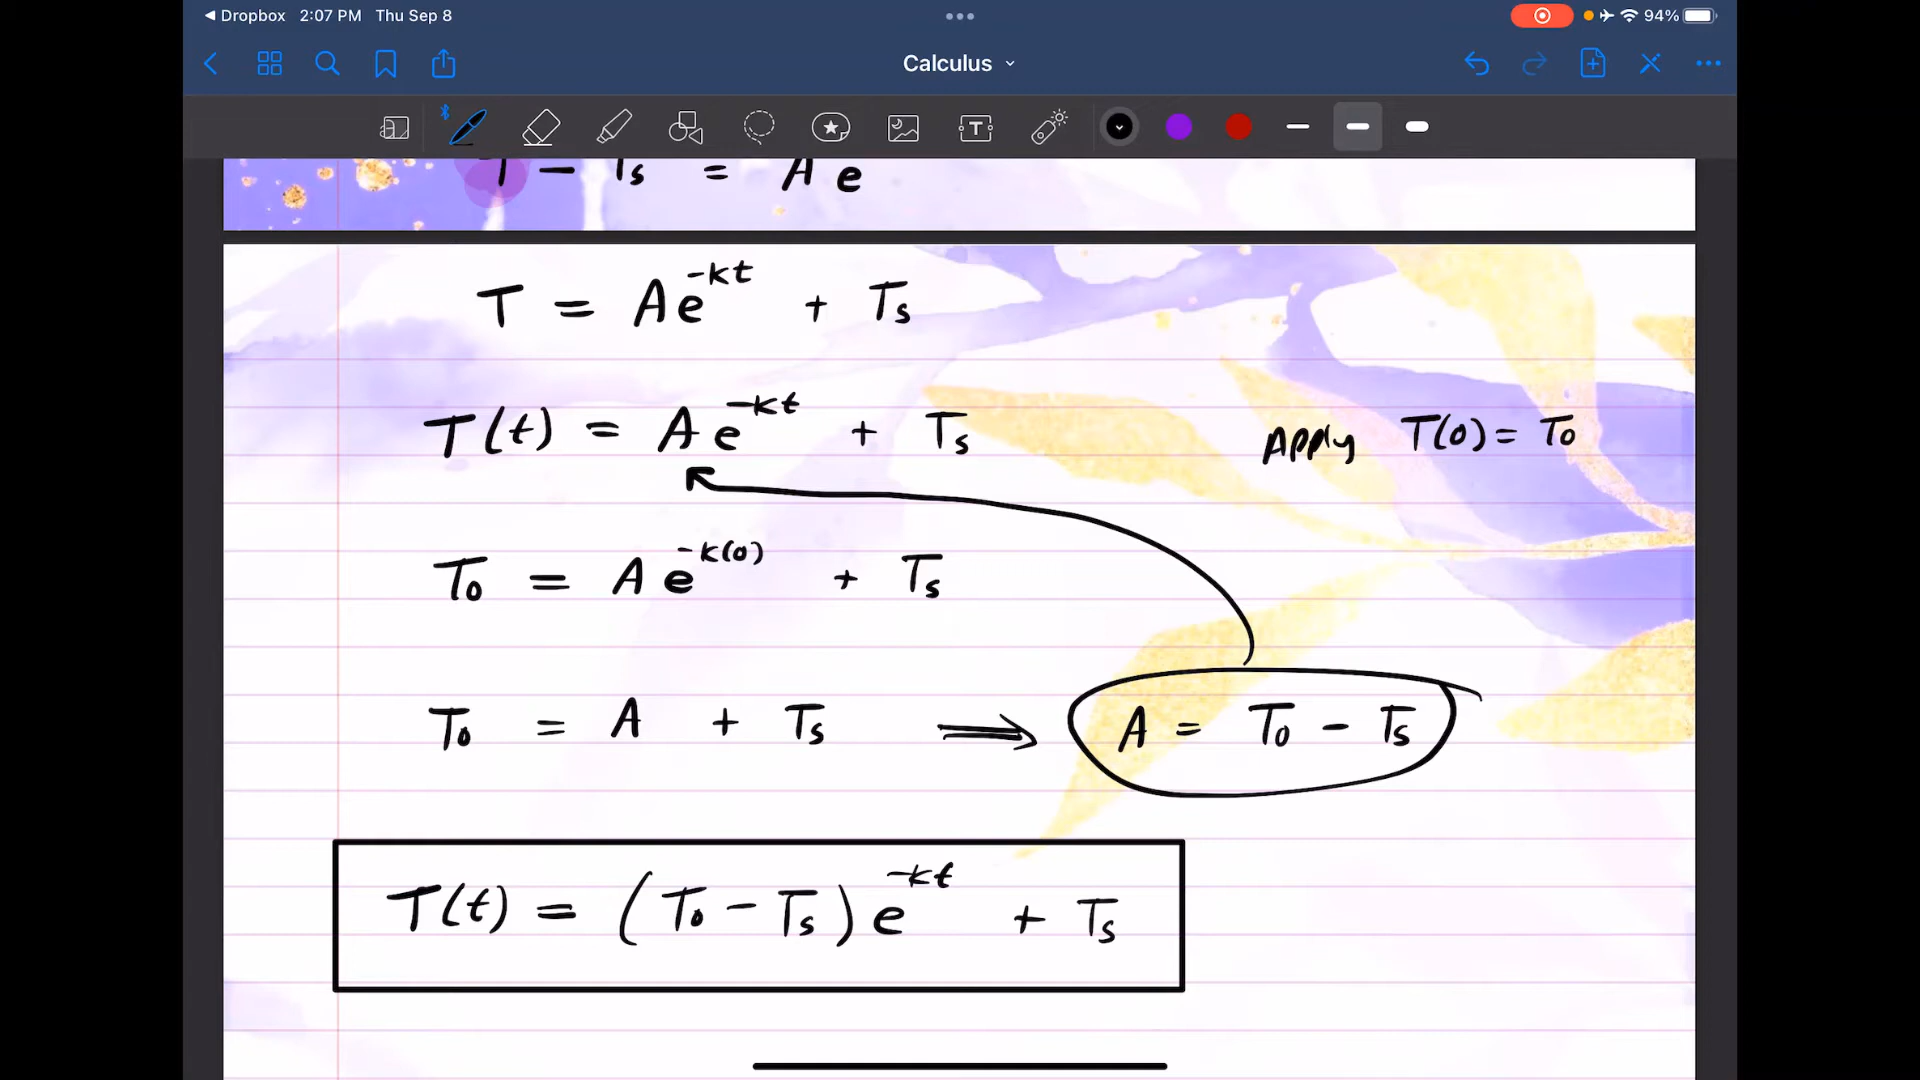 Dropbox 2:07 PM Thu Sep 8 94%
Calculus
T - Ts = A e
T = Ae^-kt + Ts
T(t) = Ae^-kt + Ts Apply T(0) = To
To = A e^-k(0) + Ts
To = A + Ts ⟹ A = To - Ts
T(t) = (To - Ts) e^-kt + Ts